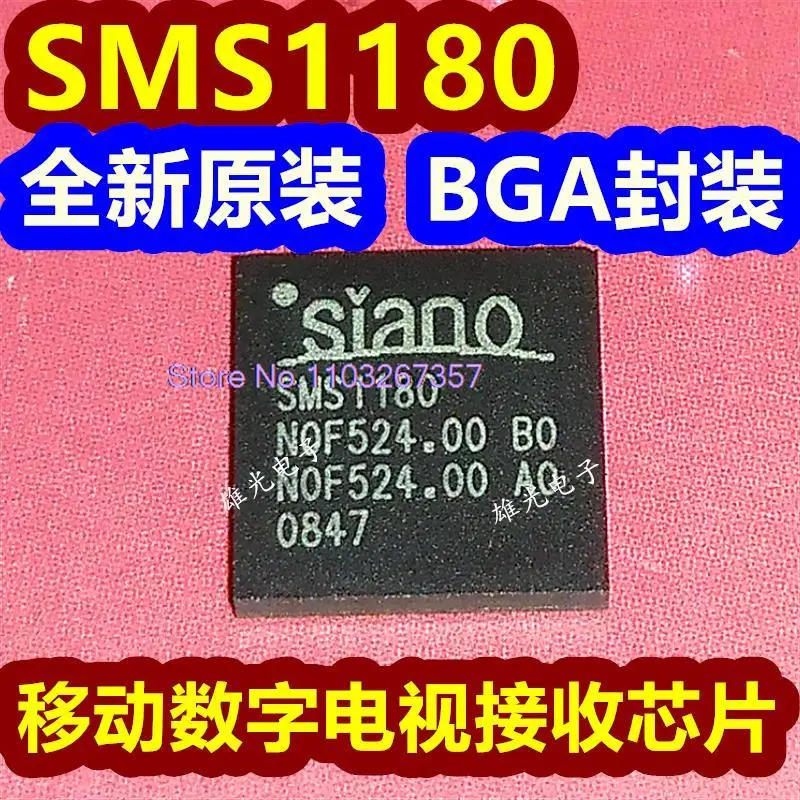 SMS1180
全新原装 BGA封装
siano
Store No.1103267357
SMS1180
N0F524.00 B0
N0F524.00 A0
雄光电子
雄光电子
0847
移动数字电视接收芯片